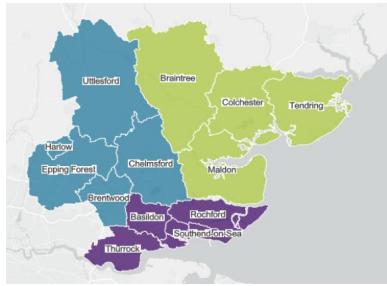 Uttlesford
Braintree
Colchester
Tendring
Harlow
Epping Forest
Chelmsford
Maldon
Brentwood
Basildon
Rochford
Southend-on-Sea
Thurrock